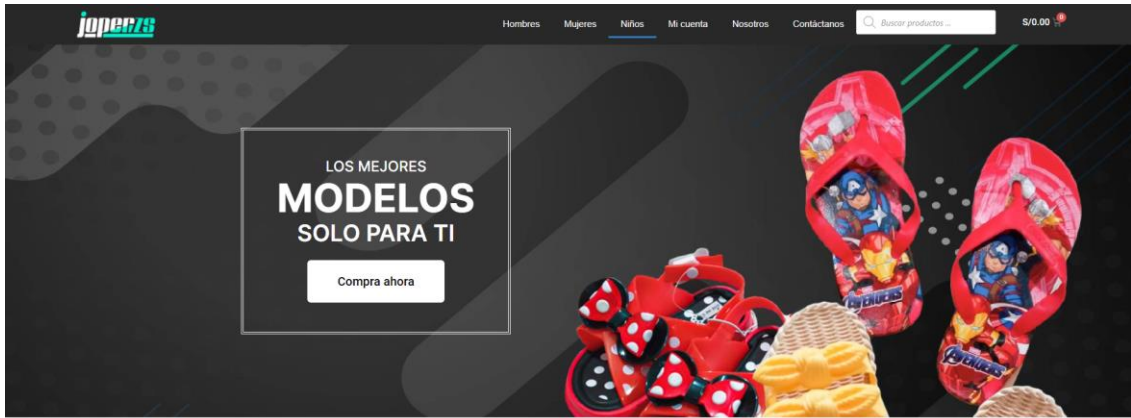 joperzs
Hombres
Mujeres
Niños
Mi cuenta
Nosotros
Contáctanos
Buscar productos ...
S/0.00
0
LOS MEJORES
MODELOS
SOLO PARA TI
Compra ahora
AVENGERS
AVENGERS